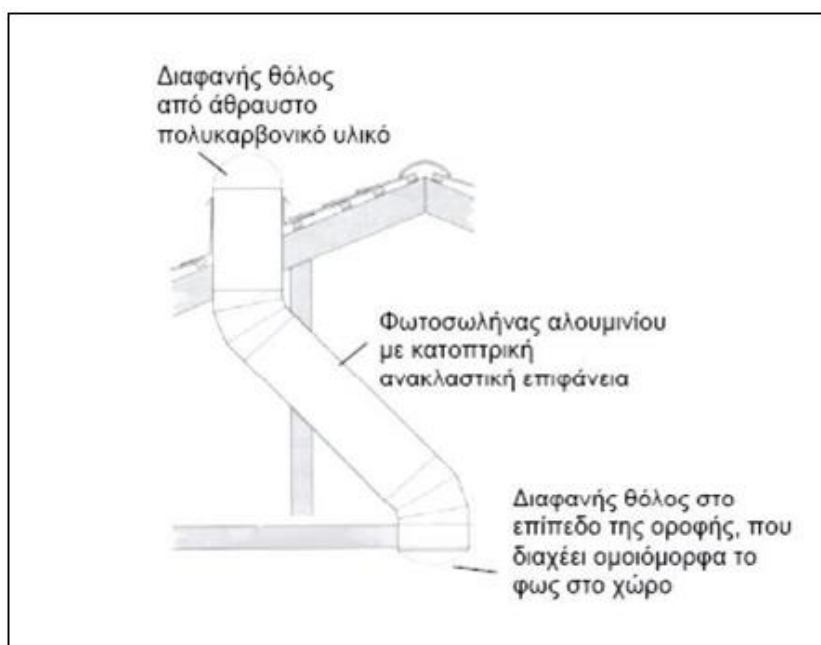 Διαφανής θόλος
από άθραυστο
πολυκαρβονικό υλικό
Φωτοσωλήνας αλουμινίου
με κατοπτρική
ανακλαστική επιφάνεια
Διαφανής θόλος στο
επίπεδο της οροφής, που
διαχέει ομοιόμορφα το
φως στο χώρο